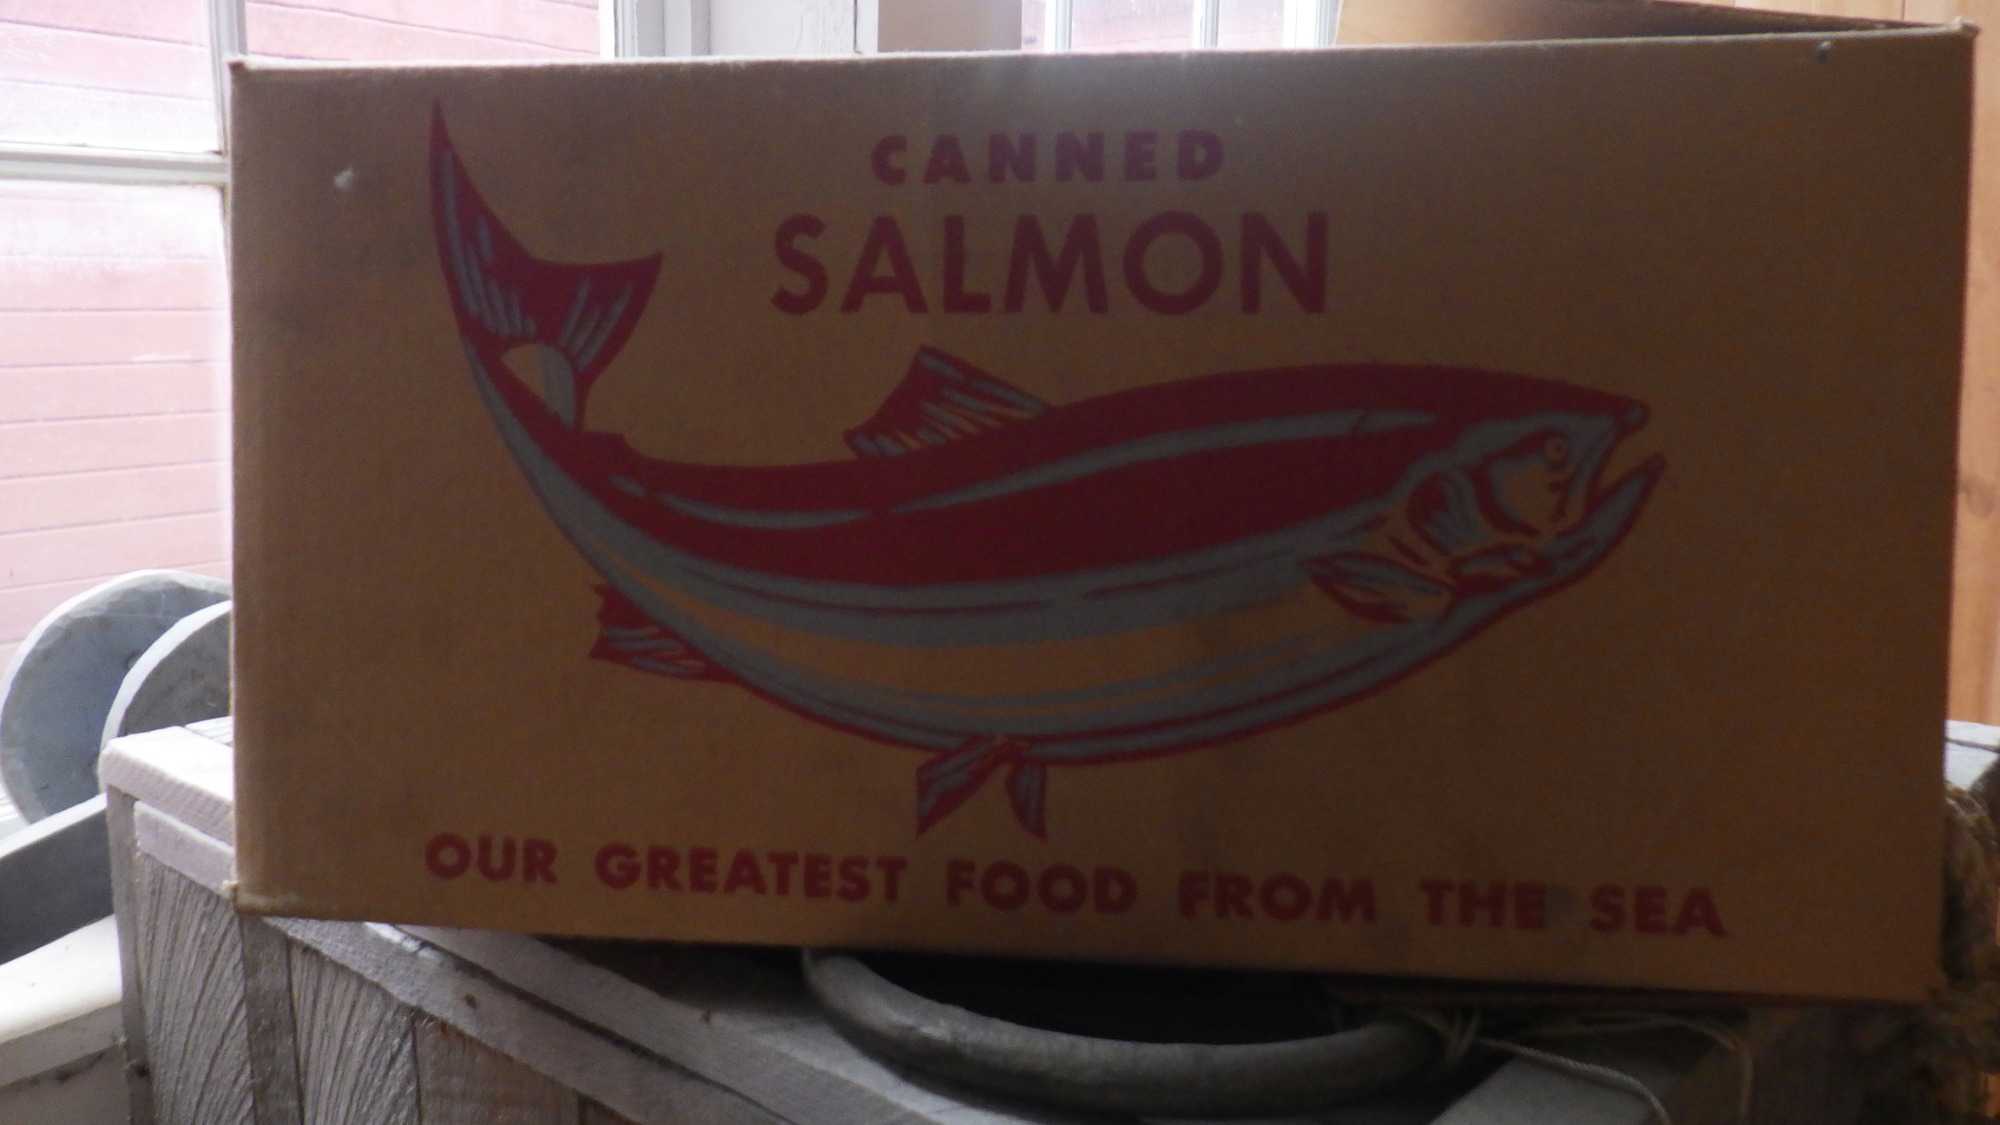 CANNED
SALMON
OUR GREATEST FOOD FROM THE SEA